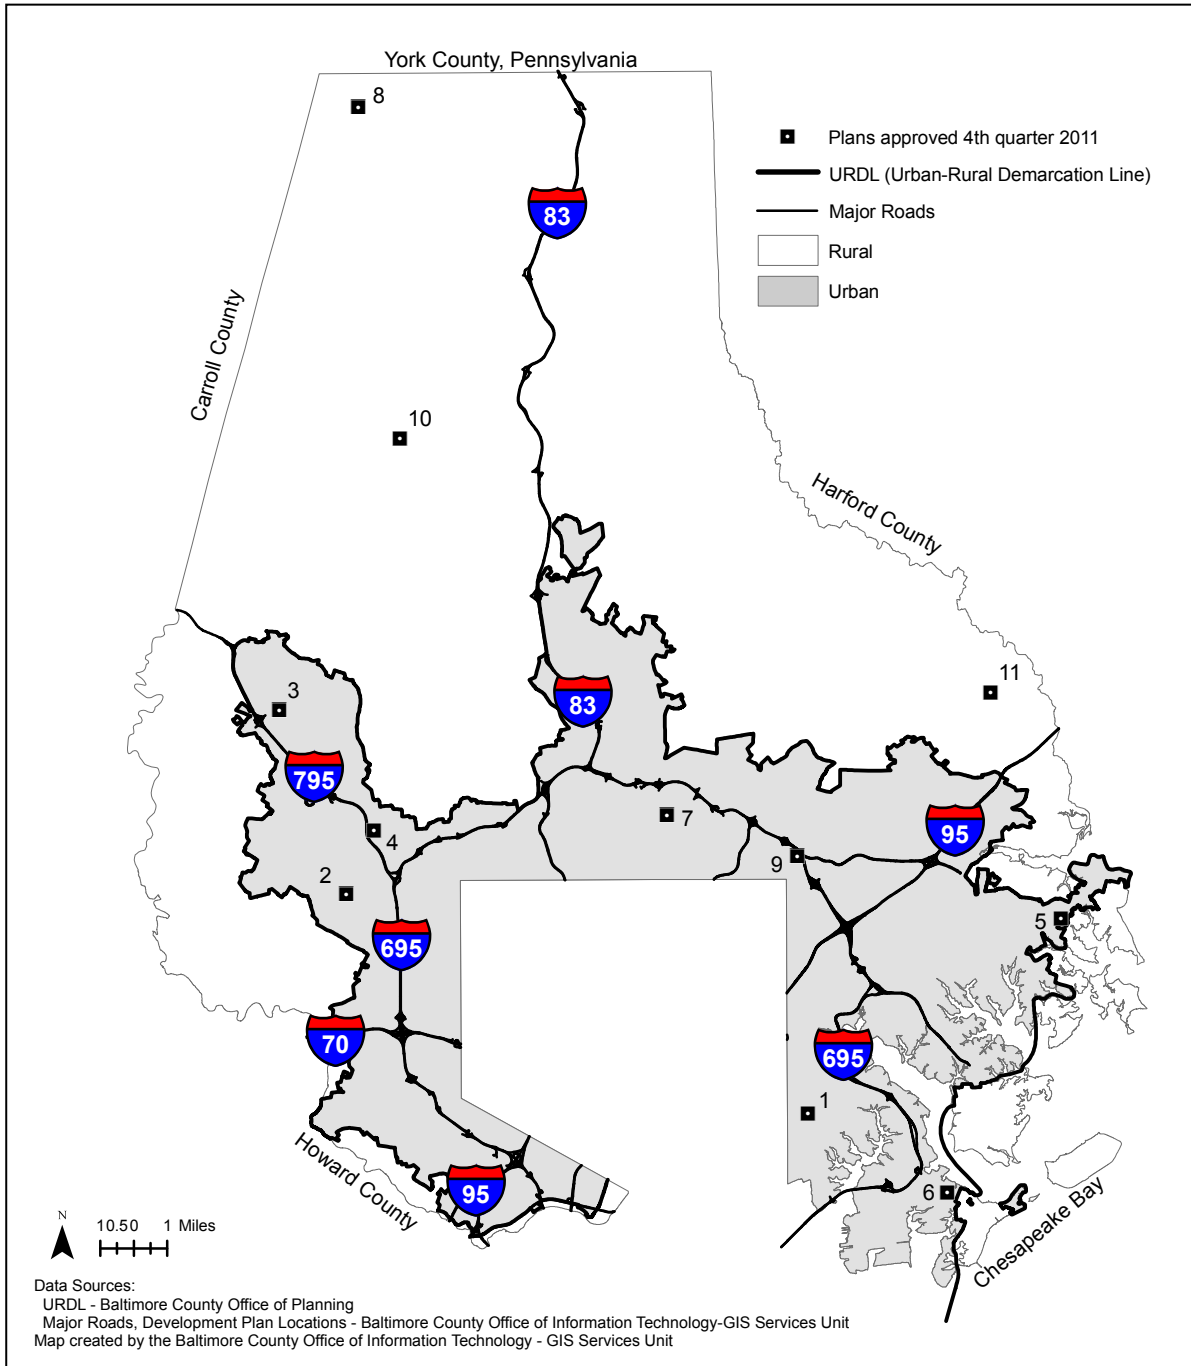 York County, Pennsylvania
8
Plans approved 4th quarter 2011
URDL (Urban-Rural Demarcation Line)
83
Major Roads
Rural
Urban
Carroll County
10
Harford County
11
3
83
795
7
95
4
9
2
5
695
70
695
1
Howard County
95
6
Chesapeake Bay
N
10.50 1 Miles
Data Sources:
URDL - Baltimore County Office of Planning
Major Roads, Development Plan Locations - Baltimore County Office of Information Technology-GIS Services Unit
Map created by the Baltimore County Office of Information Technology - GIS Services Unit